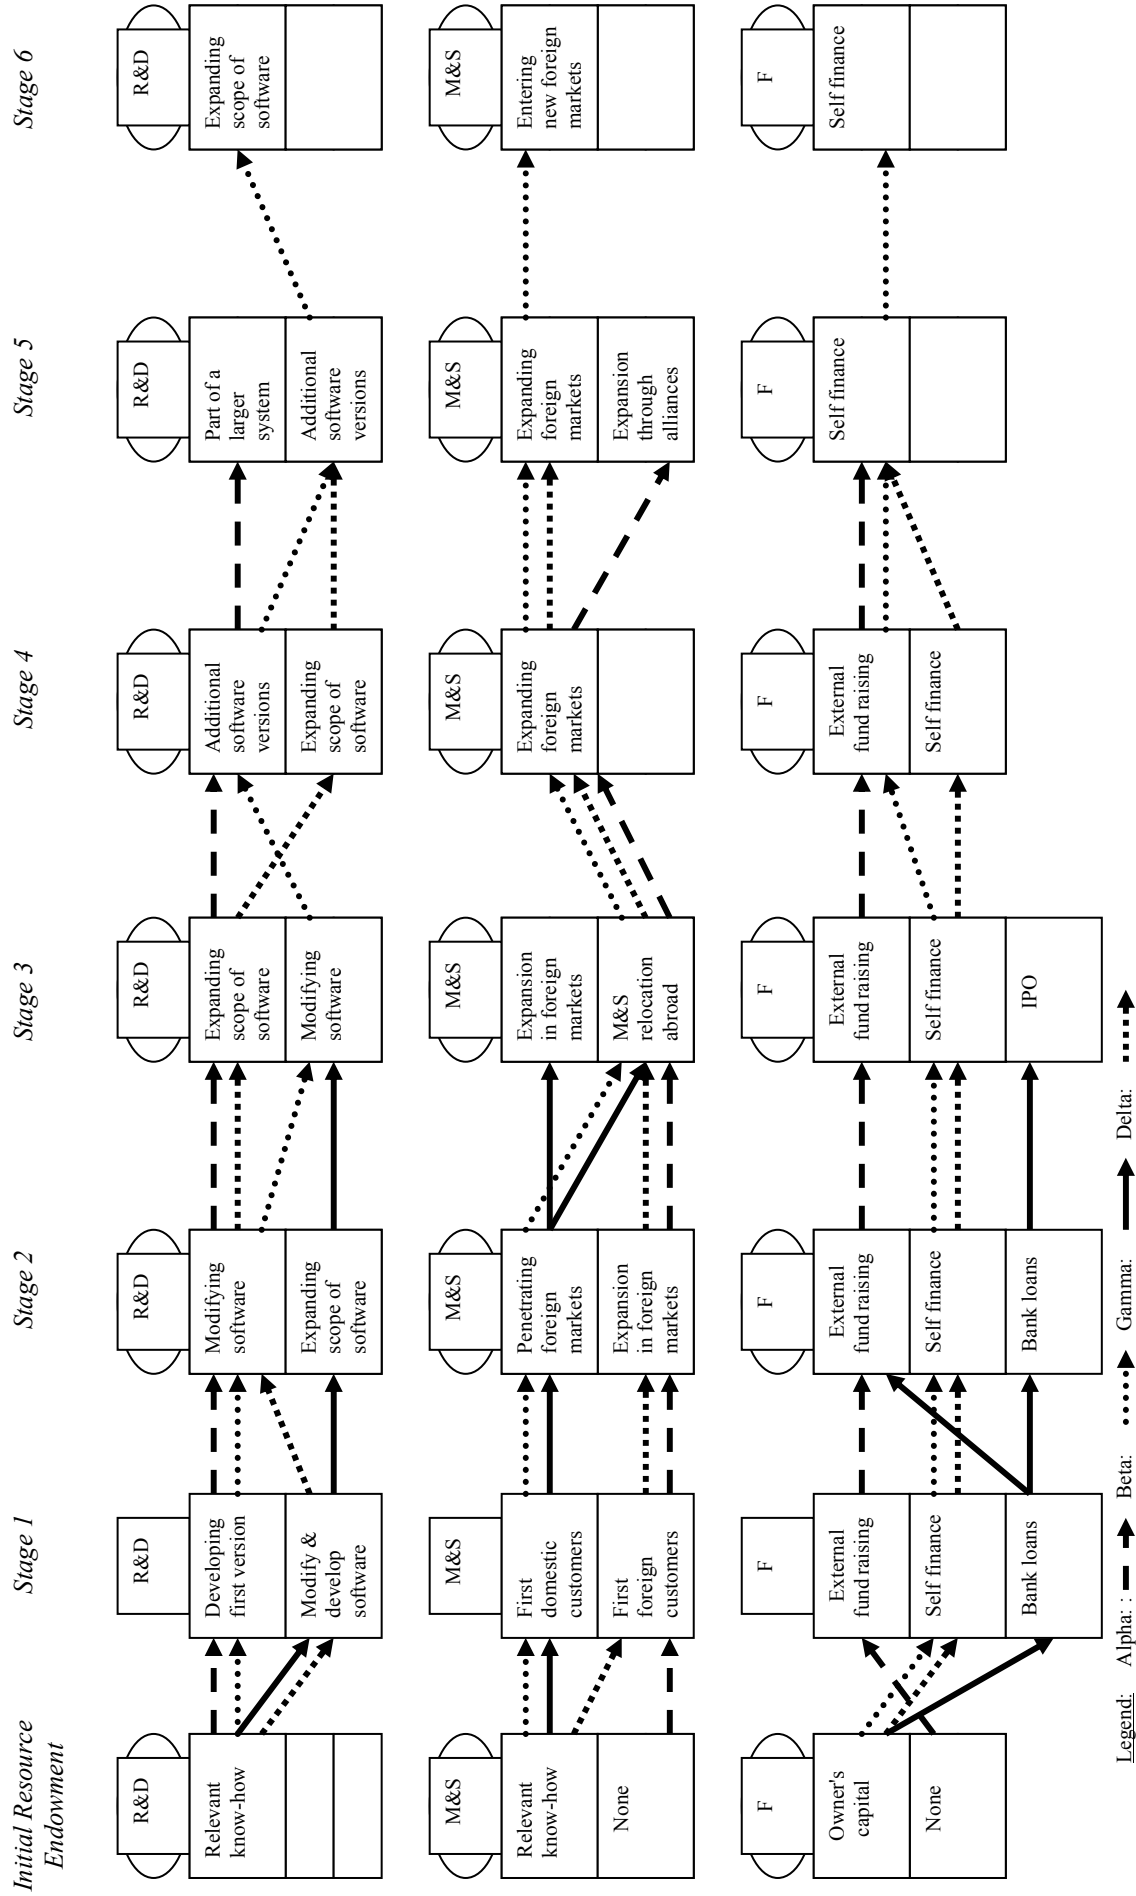 Initial Resource
Endowment
Stage 1
Stage 2
Stage 3
Stage 4
Stage 5
Stage 6
R&D
R&D
R&D
R&D
R&D
R&D
R&D
Relevant
know-how
Developing
first version
Modify &
develop
software
Modifying
software
Expanding
scope of
software
Expanding
scope of
software
Modifying
software
Additional
software
versions
Expanding
scope of
software
Part of a
larger
system
Additional
software
versions
Expanding
scope of
software
M&S
M&S
M&S
M&S
M&S
M&S
M&S
Relevant
know-how
None
First
domestic
customers
First
foreign
customers
Penetrating
foreign
markets
Expansion
in foreign
markets
Expansion
in foreign
markets
M&S
relocation
abroad
Expanding
foreign
markets
Expanding
foreign
markets
Expansion
through
alliances
Entering
new foreign
markets
F
F
F
F
F
F
F
Owner's
capital
None
External
fund raising
Self finance
Bank loans
External
fund raising
Self finance
Bank loans
External
fund raising
Self finance
IPO
External
fund raising
Self finance
Self finance
Self finance
Legend: Alpha: : Beta: Gamma: Delta: